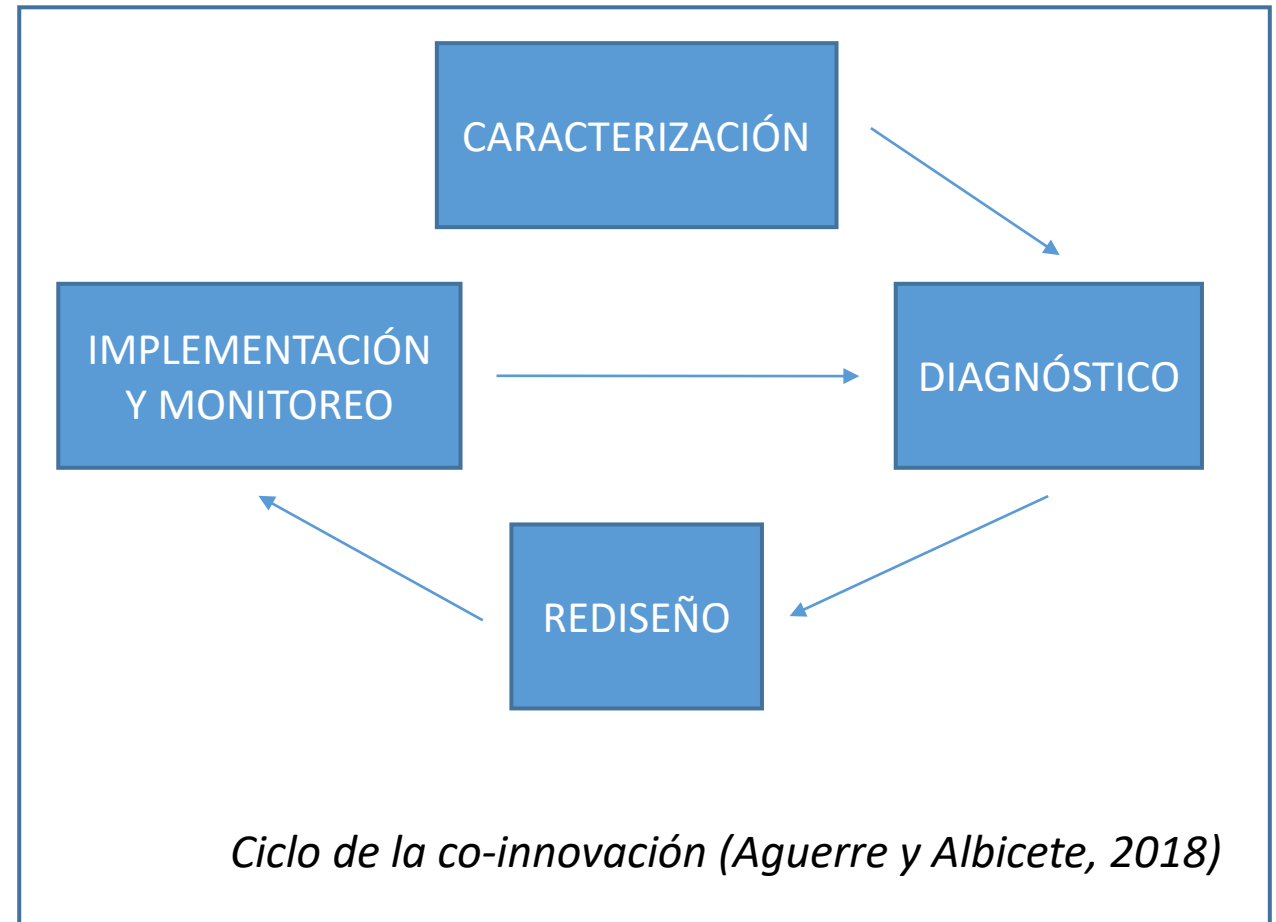 CARACTERIZACIÓN
IMPLEMENTACIÓN
Y MONITOREO
DIAGNÓSTICO
REDISEÑO
Ciclo de la co-innovación (Aguerre y Albicete, 2018)